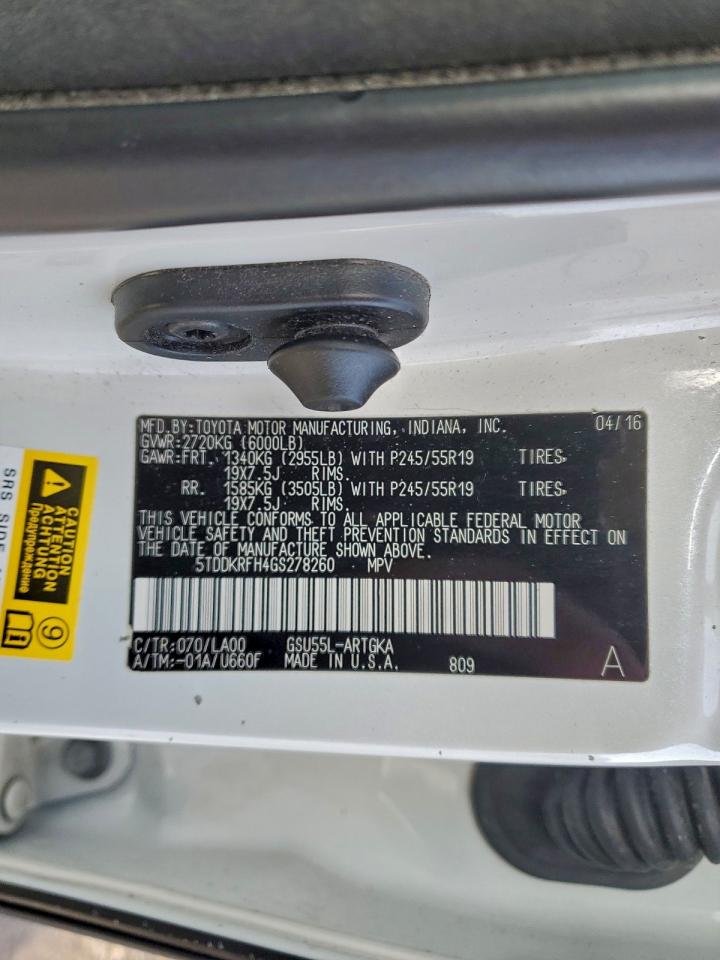 MFD.BY:TOYOTA MOTOR MANUFACTURING, INDIANA, INC. 04/16
GVWR:2720KG (6000LB)
GAWR:FRT. 1340KG (2955LB) WITH P245/55R19 TIRES,
19X7.5J RIMS.
RR. 1585KG (3505LB) WITH P245/55R19 TIRES,
19X7.5J RIMS.
THIS VEHICLE CONFORMS TO ALL APPLICABLE FEDERAL MOTOR
VEHICLE SAFETY AND THEFT PREVENTION STANDARDS IN EFFECT ON
THE DATE OF MANUFACTURE SHOWN ABOVE.
5TDDKRFH4GS278260 MPV
C/TR:070/LA00 GSU55L-ARTGKA
A/TM:-01A/U660F MADE IN U.S.A. 809 A
CAUTION
ATTENTION
ACHTUNG
Предупреждение
9
SRS SIDE